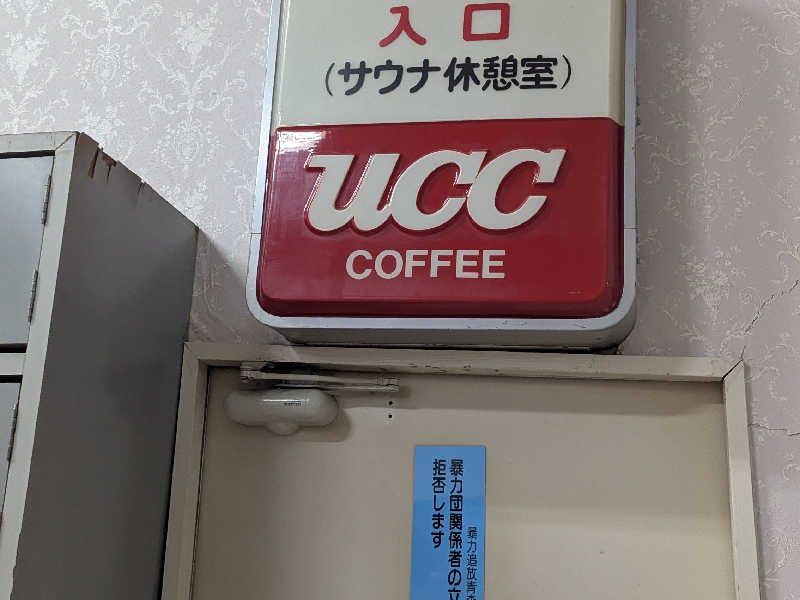 入口
(サウナ休憩室)
UCC
COFFEE
暴力追放青
暴力団関係者の立
拒否します